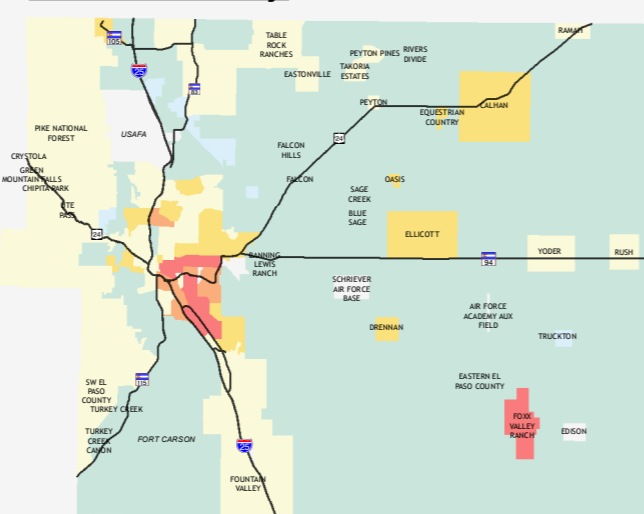 RAMAH
105
TABLE
ROCK
RANCHES
PEYTON PINES
RIVERS
DIVIDE
25
EASTONVILLE
TAKORIA
ESTATES
83
PEYTON
CALHAN
EQUESTRIAN
COUNTRY
PIKE NATIONAL
FOREST
USAFA
24
FALCON
HILLS
CRYSTOLA
GREEN
MOUNTAIN FALLS
CHIPITA PARK
FALCON
OASIS
SAGE
CREEK
UTE
PASS
BLUE
SAGE
24
ELLICOTT
BANNING
LEWIS
RANCH
94
YODER
RUSH
SCHRIEVER
AIR FORCE
BASE
AIR FORCE
ACADEMY AUX
FIELD
DRENNAN
TRUCKTON
115
SW EL
PASO
COUNTY
TURKEY CREEK
EASTERN EL
PASO COUNTY
TURKEY
CREEK
CANON
FORT CARSON
25
FOXX
VALLEY
RANCH
EDISON
FOUNTAIN
VALLEY